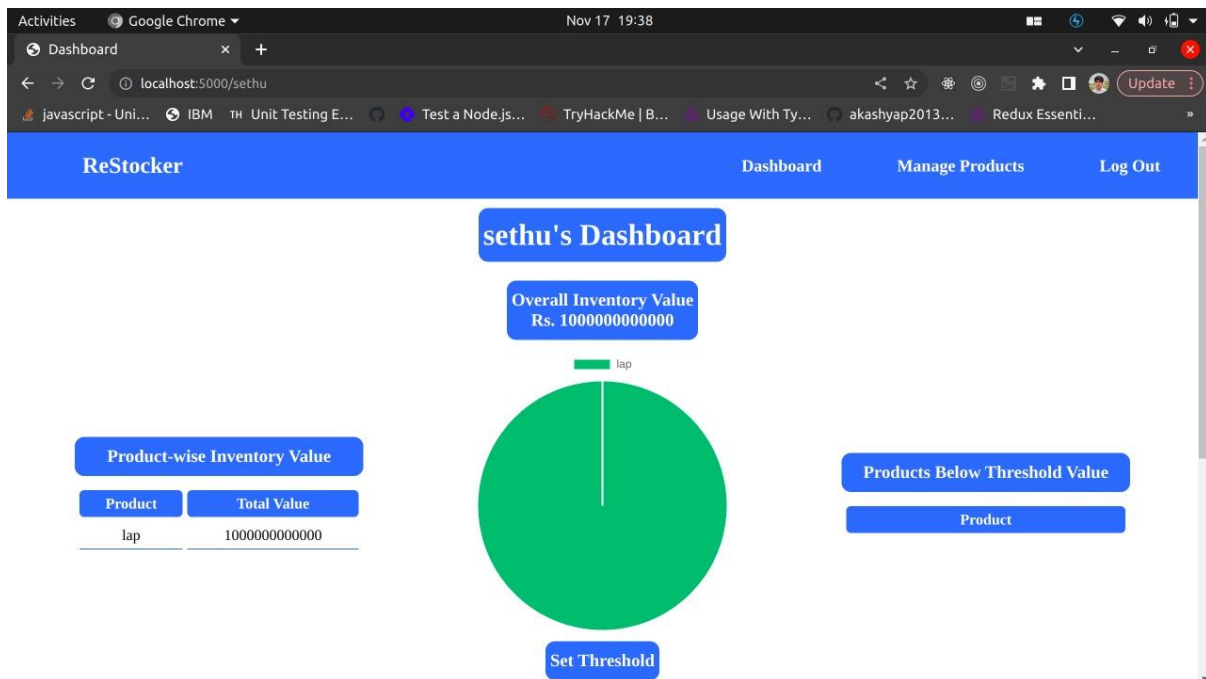 Activities Google Chrome Nov 17 19:38
Dashboard
localhost:5000/sethu Update
javascript - Uni... IBM TH Unit Testing E... Test a Node.js... TryHackMe | B... Usage With Ty... akashyap2013... Redux Essenti... »
ReStocker Dashboard Manage Products Log Out
sethu's Dashboard
Overall Inventory Value
Rs. 1000000000000
lap
Product-wise Inventory Value
Product Total Value
lap 1000000000000
Products Below Threshold Value
Product
Set Threshold